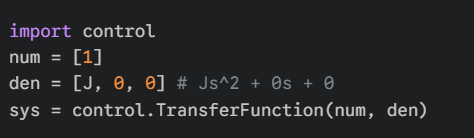 import control
num = [1]
den = [J, 0, 0] # Js^2 + 0s + 0
sys = control.TransferFunction(num, den)